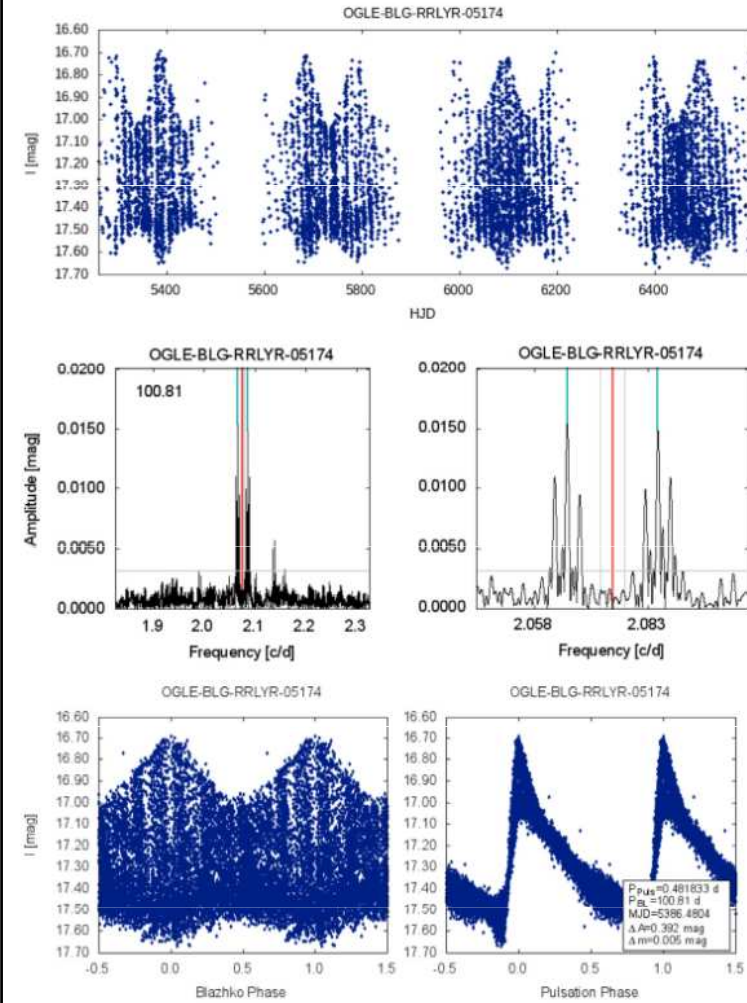 OGLE-BLG-RRLYR-05174
16.60
16.70
16.80
16.90
17.00
17.10
17.20
17.30
17.40
17.50
17.60
17.70
I [mag]
5400 5600 5800 6000 6200 6400
HJD
OGLE-BLG-RRLYR-05174
100.81
0.0200
0.0150
0.0100
0.0050
0.0000
Amplitude [mag]
1.9 2.0 2.1 2.2 2.3
Frequency [c/d]
OGLE-BLG-RRLYR-05174
0.0200
0.0150
0.0100
0.0050
0.0000
2.058 2.083
Frequency [c/d]
OGLE-BLG-RRLYR-05174
16.60
16.70
16.80
16.90
17.00
17.10
17.20
17.30
17.40
17.50
17.60
17.70
I [mag]
-0.5 0.0 0.5 1.0 1.5
Blazhko Phase
OGLE-BLG-RRLYR-05174
16.60
16.70
16.80
16.90
17.00
17.10
17.20
17.30
17.40
17.50
17.60
17.70
P_Puls=0.481833 d
P_BL=100.81 d
MJD=5386.4804
Δ A=0.392 mag
Δ m=0.005 mag
-0.5 0.0 0.5 1.0 1.5
Pulsation Phase